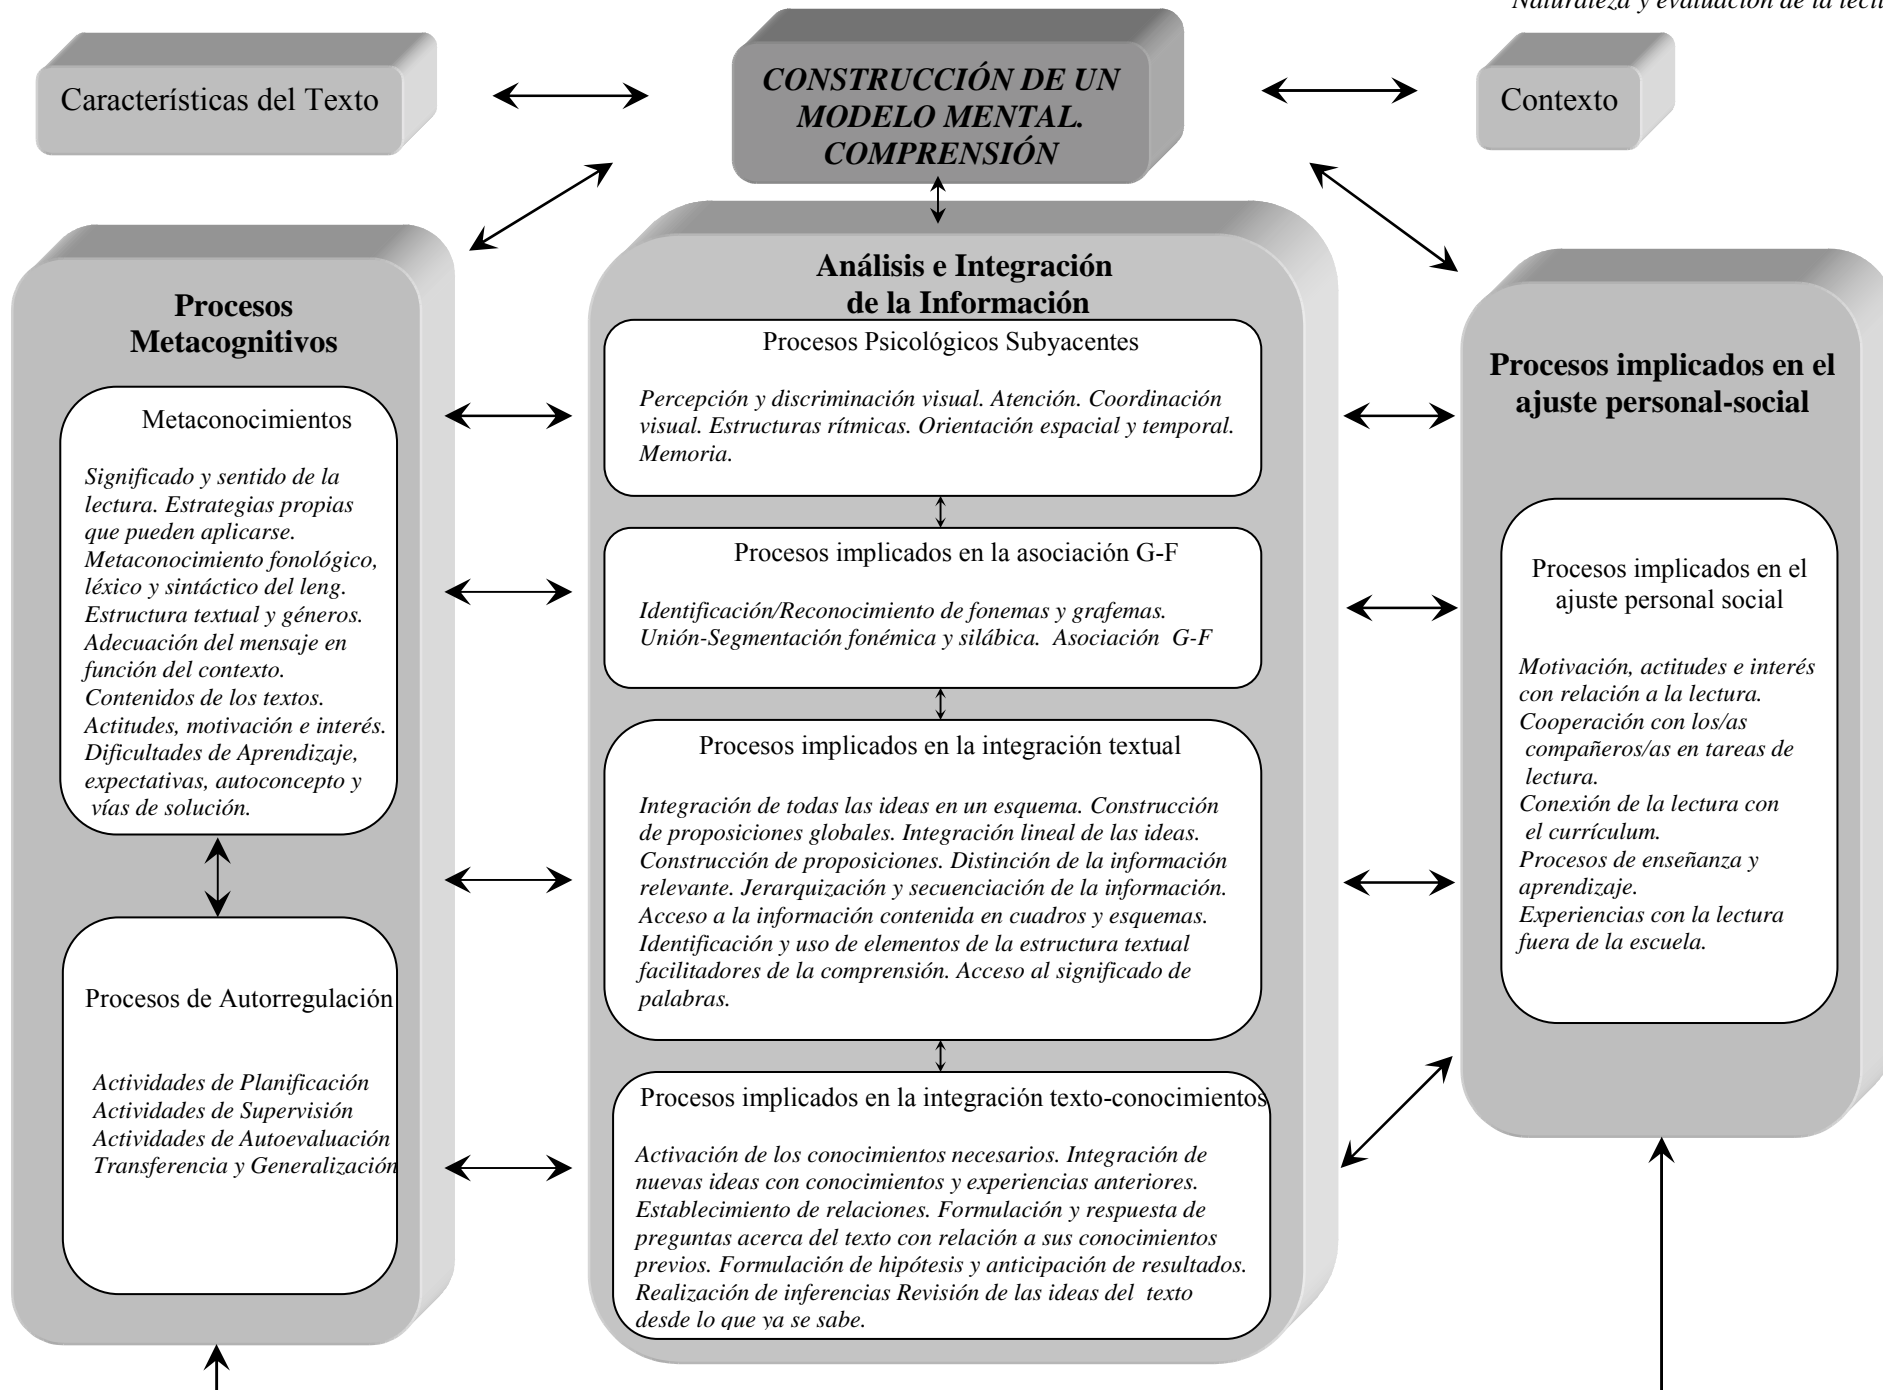 Naturaleza y evaluación de la lectu
Características del Texto
CONSTRUCCIÓN DE UN
MODELO MENTAL.
COMPRENSIÓN
Contexto
Procesos
Metacognitivos
Metaconocimientos
Significado y sentido de la
lectura. Estrategias propias
que pueden aplicarse.
Metaconocimiento fonológico,
léxico y sintáctico del leng.
Estructura textual y géneros.
Adecuación del mensaje en
función del contexto.
Contenidos de los textos.
Actitudes, motivación e interés.
Dificultades de Aprendizaje,
expectativas, autoconcepto y
vías de solución.
Procesos de Autorregulación
Actividades de Planificación
Actividades de Supervisión
Actividades de Autoevaluación
Transferencia y Generalización
Análisis e Integración
de la Información
Procesos Psicológicos Subyacentes
Percepción y discriminación visual. Atención. Coordinación
visual. Estructuras rítmicas. Orientación espacial y temporal.
Memoria.
Procesos implicados en la asociación G-F
Identificación/Reconocimiento de fonemas y grafemas.
Unión-Segmentación fonémica y silábica. Asociación G-F
Procesos implicados en la integración textual
Integración de todas las ideas en un esquema. Construcción
de proposiciones globales. Integración lineal de las ideas.
Construcción de proposiciones. Distinción de la información
relevante. Jerarquización y secuenciación de la información.
Acceso a la información contenida en cuadros y esquemas.
Identificación y uso de elementos de la estructura textual
facilitadores de la comprensión. Acceso al significado de
palabras.
Procesos implicados en la integración texto-conocimientos
Activación de los conocimientos necesarios. Integración de
nuevas ideas con conocimientos y experiencias anteriores.
Establecimiento de relaciones. Formulación y respuesta de
preguntas acerca del texto con relación a sus conocimientos
previos. Formulación de hipótesis y anticipación de resultados.
Realización de inferencias Revisión de las ideas del texto
desde lo que ya se sabe.
Procesos implicados en el
ajuste personal-social
Procesos implicados en el
ajuste personal social
Motivación, actitudes e interés
con relación a la lectura.
Cooperación con los/as
compañeros/as en tareas de
lectura.
Conexión de la lectura con
el currículum.
Procesos de enseñanza y
aprendizaje.
Experiencias con la lectura
fuera de la escuela.